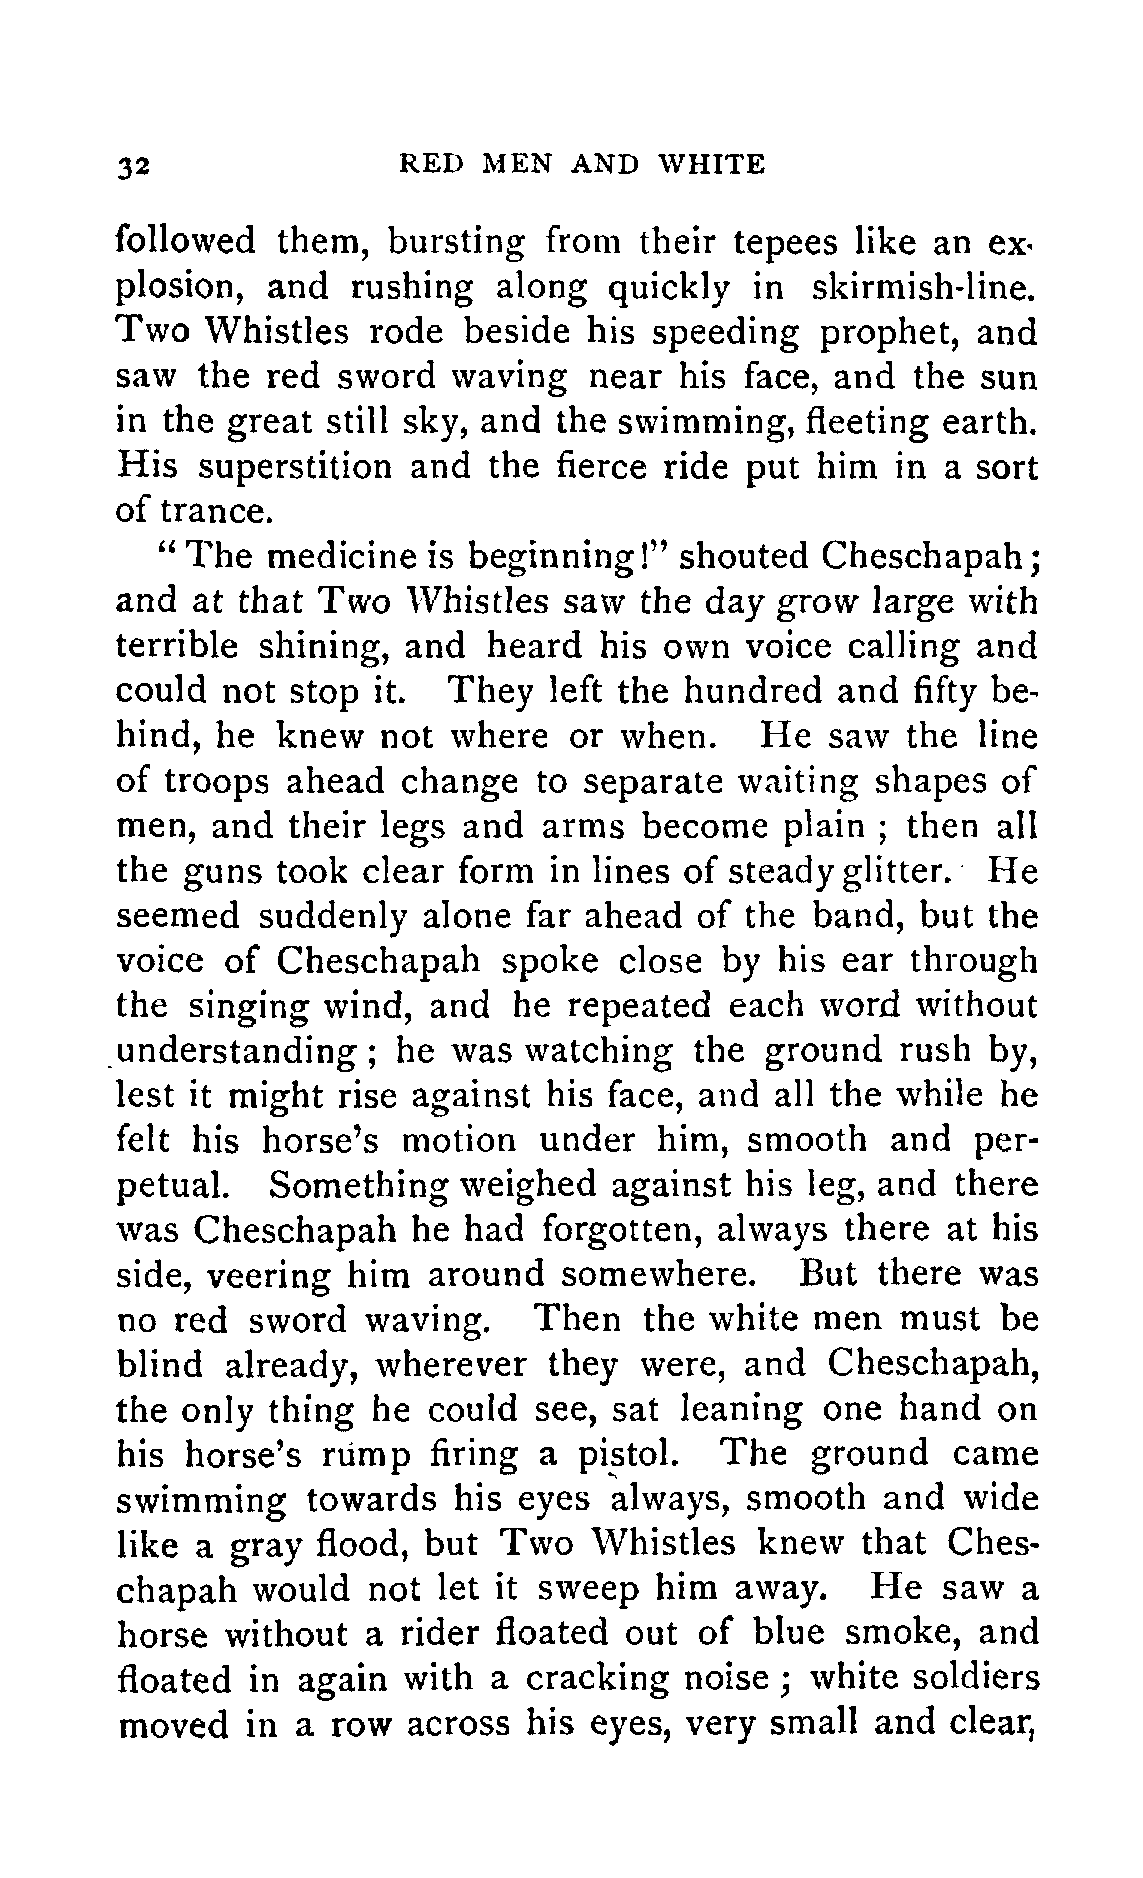 32 RED MEN AND WHITE
followed them, bursting from their tepees like an ex-
plosion, and rushing along quickly in skirmish-line.
Two Whistles rode beside his speeding prophet, and
saw the red sword waving near his face, and the sun
in the great still sky, and the swimming, fleeting earth.
His superstition and the fierce ride put him in a sort
of trance.
“The medicine is beginning!” shouted Cheschapah;
and at that Two Whistles saw the day grow large with
terrible shining, and heard his own voice calling and
could not stop it. They left the hundred and fifty be-
hind, he knew not where or when. He saw the line
of troops ahead change to separate waiting shapes of
men, and their legs and arms become plain; then all
the guns took clear form in lines of steady glitter. He
seemed suddenly alone far ahead of the band, but the
voice of Cheschapah spoke close by his ear through
the singing wind, and he repeated each word without
understanding; he was watching the ground rush by,
lest it might rise against his face, and all the while he
felt his horse's motion under him, smooth and per-
petual. Something weighed against his leg, and there
was Cheschapah he had forgotten, always there at his
side, veering him around somewhere. But there was
no red sword waving. Then the white men must be
blind already, wherever they were, and Cheschapah,
the only thing he could see, sat leaning one hand on
his horse's rump firing a pistol. The ground came
swimming towards his eyes always, smooth and wide
like a gray flood, but Two Whistles knew that Ches-
chapah would not let it sweep him away. He saw a
horse without a rider floated out of blue smoke, and
floated in again with a cracking noise; white soldiers
moved in a row across his eyes, very small and clear,